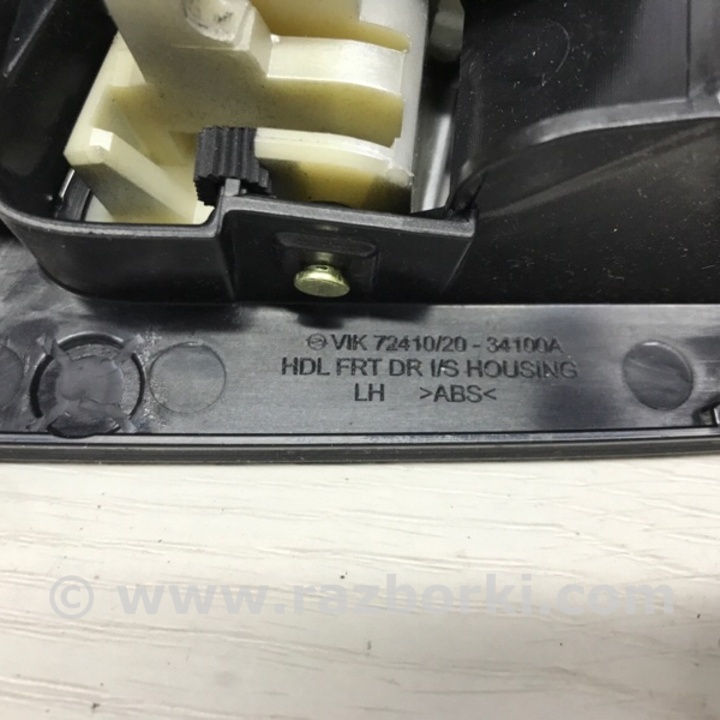 VIK 72410/20 - 34100A
HDL FRT DR I/S HOUSING
LH >ABS<
© www.razborki.com